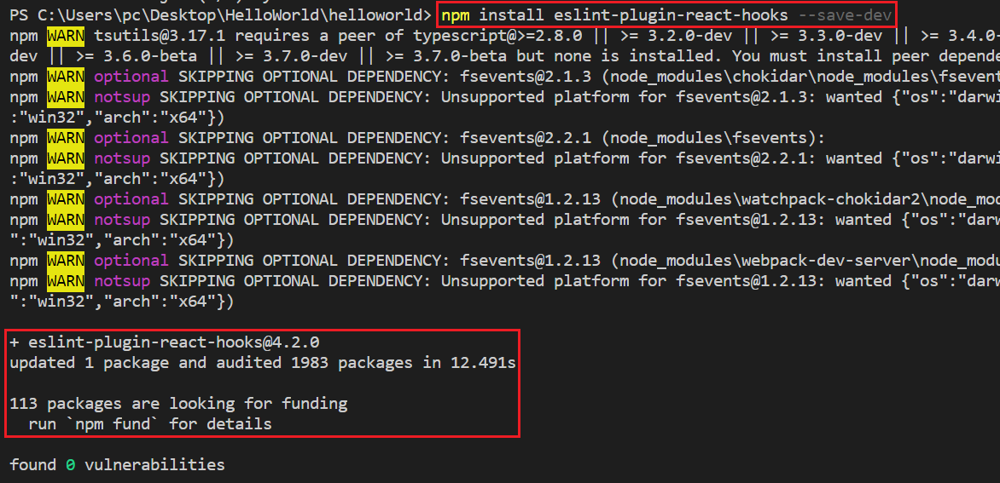 PS C:\Users\pc\Desktop\HelloWorld\helloworld> npm install eslint-plugin-react-hooks --save-dev
npm WARN tsutils@3.17.1 requires a peer of typescript@>=2.8.0 || >= 3.2.0-dev || >= 3.3.0-dev || >= 3.4.0-
dev || >= 3.6.0-beta || >= 3.7.0-dev || >= 3.7.0-beta but none is installed. You must install peer depende
npm WARN optional SKIPPING OPTIONAL DEPENDENCY: fsevents@2.1.3 (node_modules\chokidar\node_modules\fsevent
npm WARN notsup SKIPPING OPTIONAL DEPENDENCY: Unsupported platform for fsevents@2.1.3: wanted {"os":"darwi
:"win32","arch":"x64"})
npm WARN optional SKIPPING OPTIONAL DEPENDENCY: fsevents@2.2.1 (node_modules\fsevents):
npm WARN notsup SKIPPING OPTIONAL DEPENDENCY: Unsupported platform for fsevents@2.2.1: wanted {"os":"darwi
:"win32","arch":"x64"})
npm WARN optional SKIPPING OPTIONAL DEPENDENCY: fsevents@1.2.13 (node_modules\watchpack-chokidar2\node_mod
npm WARN notsup SKIPPING OPTIONAL DEPENDENCY: Unsupported platform for fsevents@1.2.13: wanted {"os":"darw
":"win32","arch":"x64"})
npm WARN optional SKIPPING OPTIONAL DEPENDENCY: fsevents@1.2.13 (node_modules\webpack-dev-server\node_modu
npm WARN notsup SKIPPING OPTIONAL DEPENDENCY: Unsupported platform for fsevents@1.2.13: wanted {"os":"darw
":"win32","arch":"x64"})
+ eslint-plugin-react-hooks@4.2.0
updated 1 package and audited 1983 packages in 12.491s
113 packages are looking for funding
run `npm fund` for details
found 0 vulnerabilities